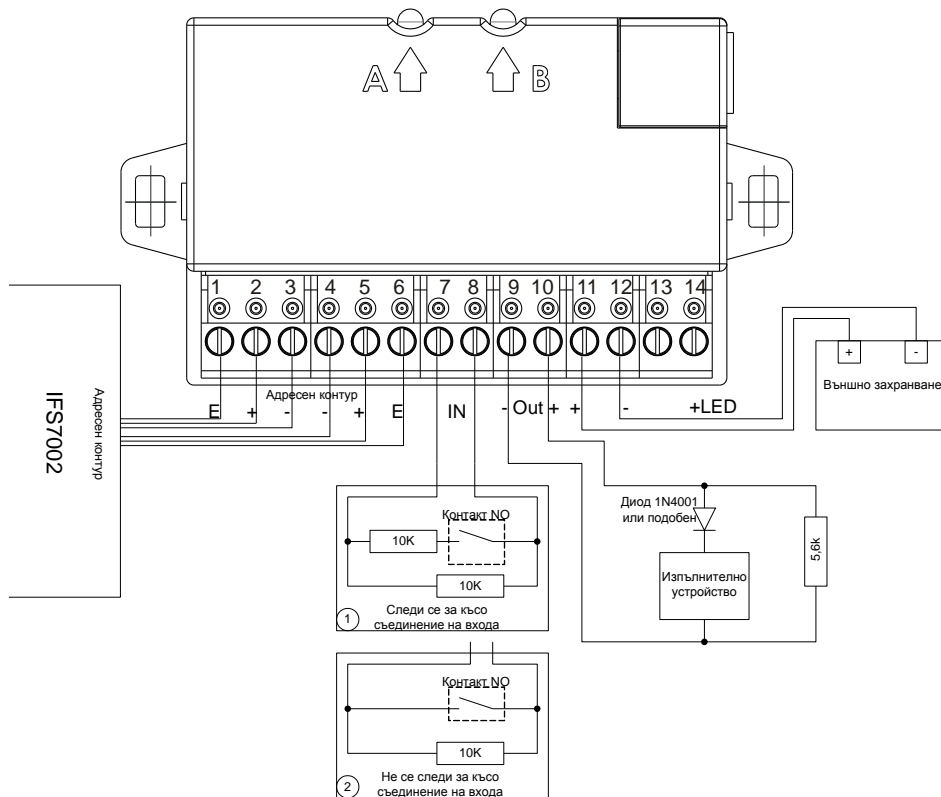 A B
1 2 3 4 5 6 7 8 9 10 11 12 13 14
Адресен контур
E + - - + E IN - Out + + - +LED
IFS7002
Адресен контур
+ -
Външно захранване
Контакт NO
10K
10K
1
Следи се за късо
съединение на входа
Контакт NO
10K
2
Не се следи за късо
съединение на входа
Диод 1N4001
или подобен
Изпълнително
устройство
5,6k